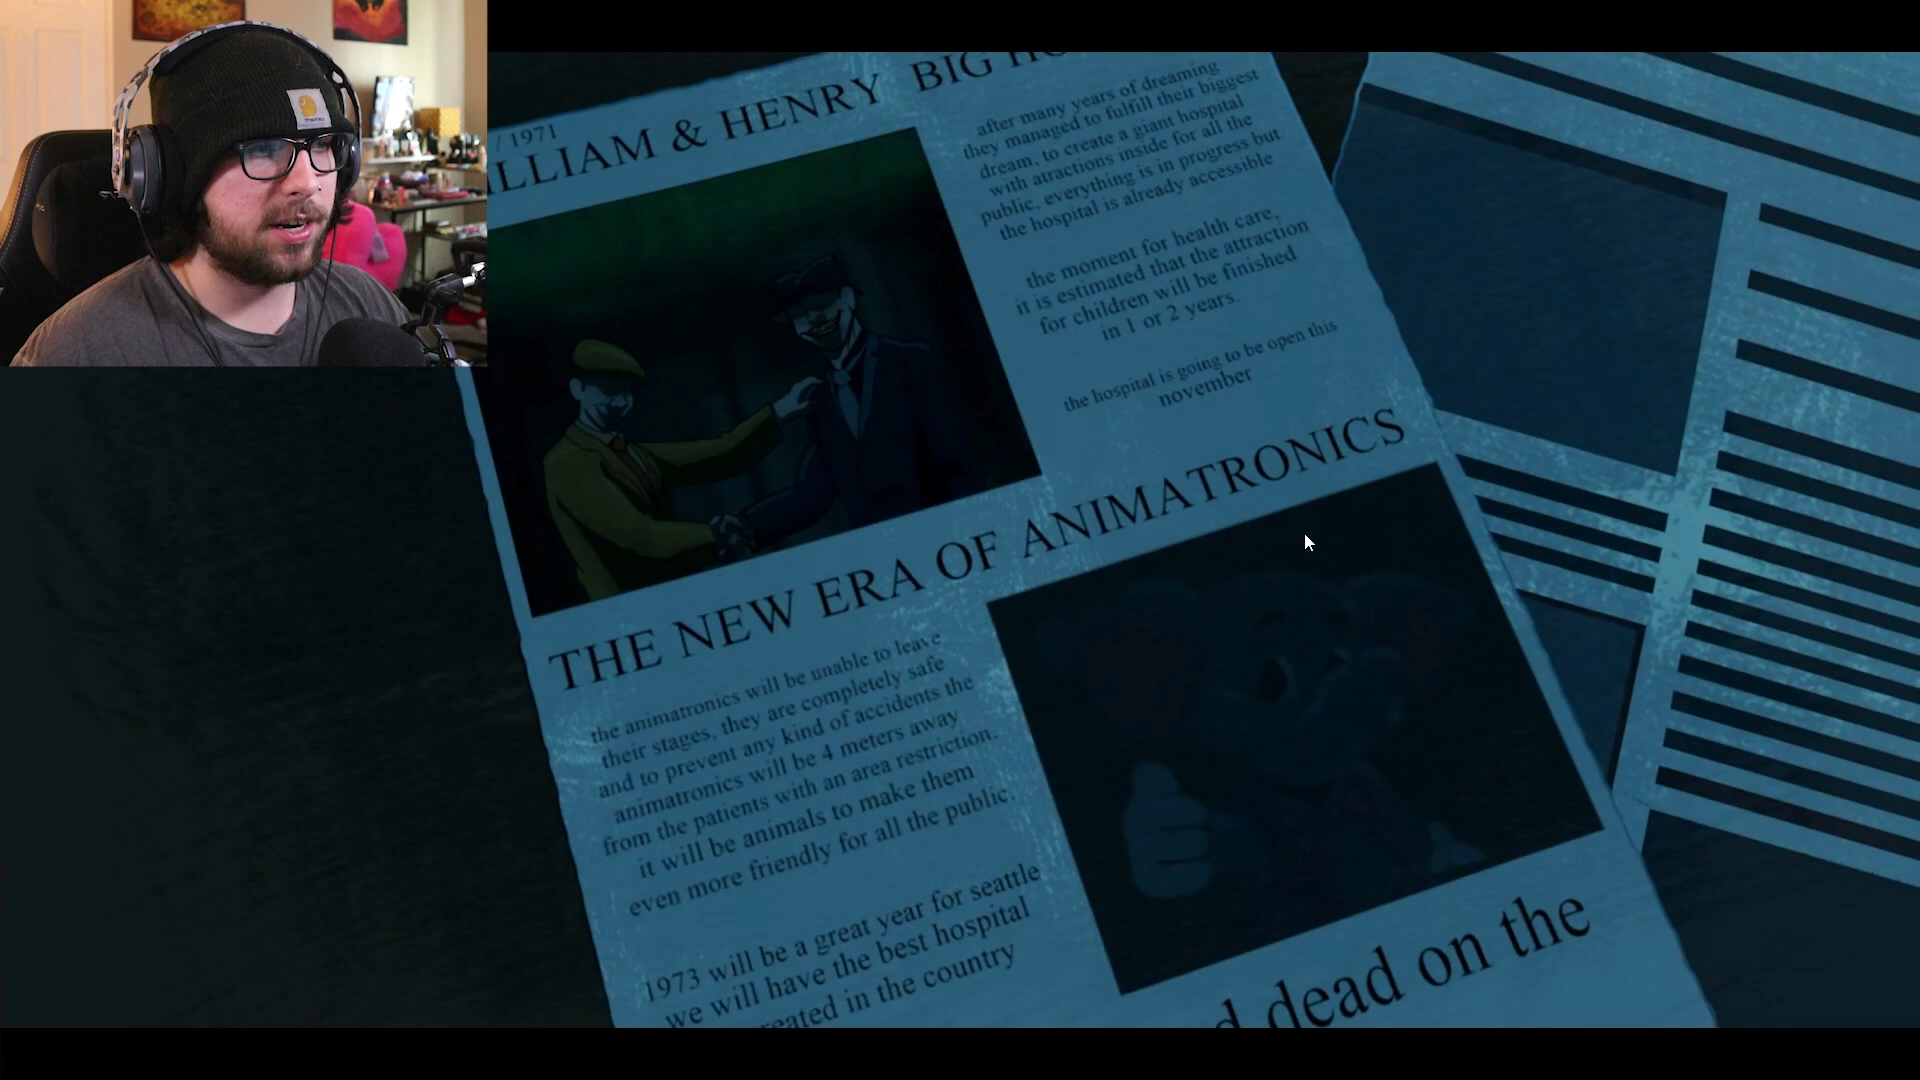 / 1971
ILLIAM & HENRY BIG
after many years of dreaming
they managed to fulfill their biggest
dream, to create a giant hospital
with atractions inside for all the
public, everything is in progress but
the hospital is already accessible
the moment for health care,
it is estimated that the attraction
for children will be finished
in 1 or 2 years.
the hospital is going to be open this
november
THE NEW ERA OF ANIMATRONICS
the animatronics will be unable to leave
their stages, they are completely safe
and to prevent any kind of accidents the
animatronics will be 4 meters away
from the patients with an area restriction.
it will be animals to make them
even more friendly for all the public.
1973 will be a great year for seattle
we will have the best hospital
reated in the country
d dead on the